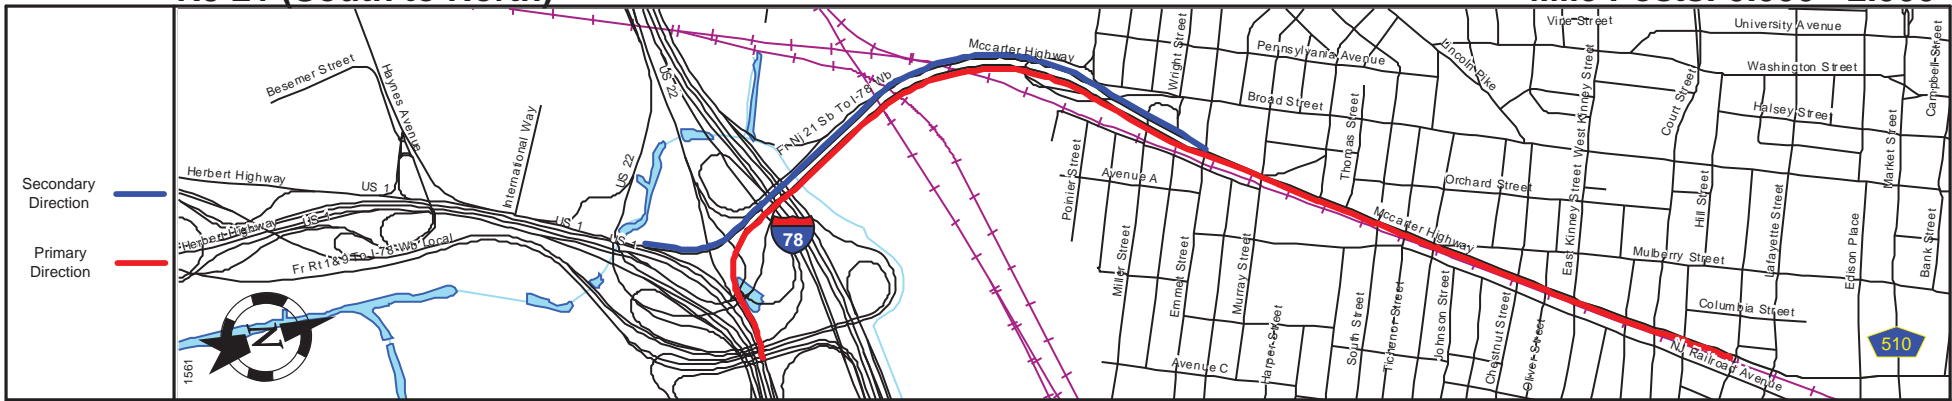 Secondary
Direction
Primary
Direction
Besemer Street
Haynes Avenue
International Way
Herbert Highway
US 1
Herbert Highway
US 1
Fr Rt 1 & 9 To I-78 Wb Local
US 1
US 1
US 22
US 22
Fr Nj 21 Sb To I-78 Wb
78
N
1561
Mccarter Highway
Wright Street
Pennsylvania Avenue
Lincoln Pike
Vine Street
University Avenue
Washington Street
Campbell Street
Broad Street
Halsey Street
Court Street
West Kinney Street
Thomas Street
Market Street
Poinier Street
Avenue A
Orchard Street
Mccarter Highway
Hill Street
Lafayette Street
Edison Place
Bank Street
East Kinney Street
Mulberry Street
Miller Street
Emmet Street
Murray Street
Columbia Street
Harper Street
South Street
Tichenor Street
Johnson Street
Chestnut Street
Oliver Street
Avenue C
NJ Railroad Avenue
510